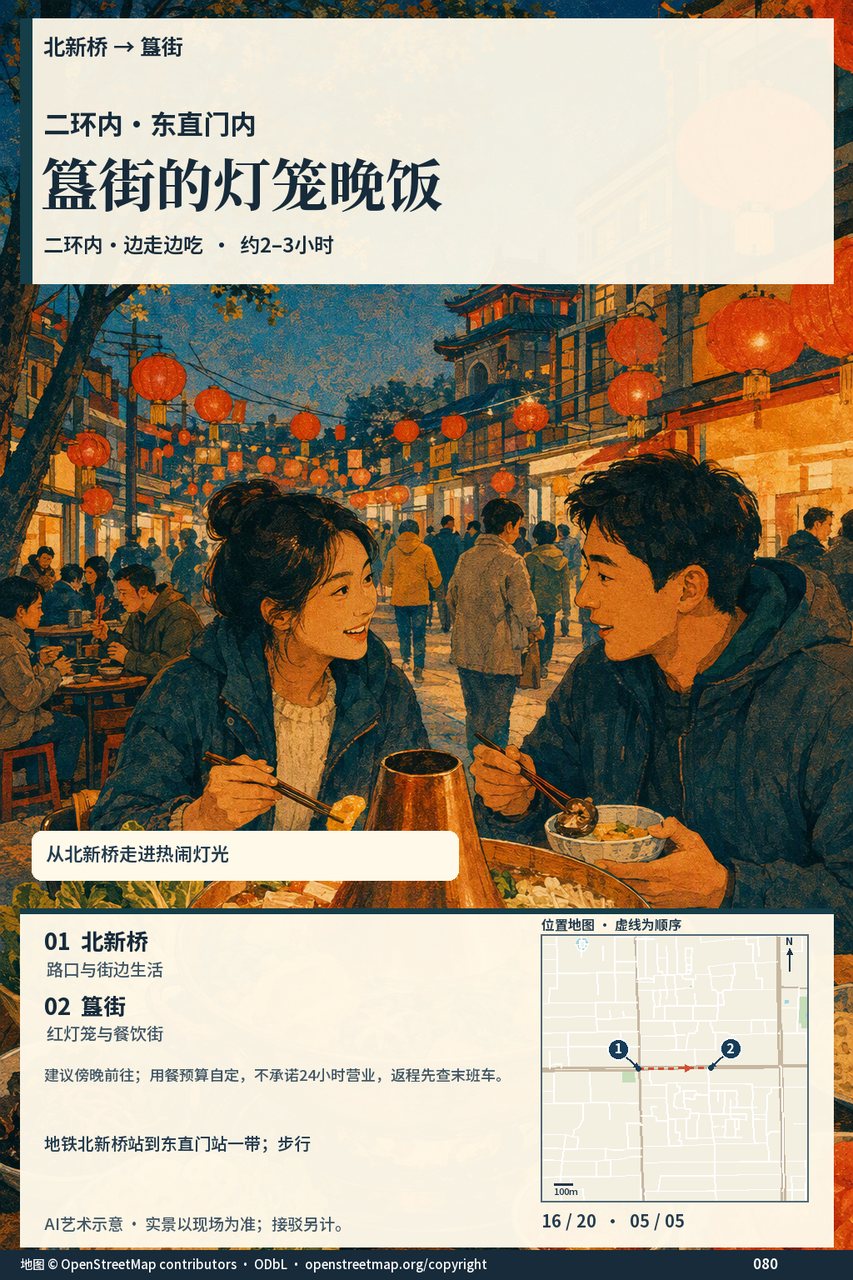 北新桥 → 簋街
二环内·东直门内
簋街的灯笼晚饭
二环内·边走边吃 · 约2–3小时
从北新桥走进热闹灯光
01 北新桥
路口与街边生活
02 簋街
红灯笼与餐饮街
建议傍晚前往；用餐预算自定，不承诺24小时营业，返程先查末班车。
地铁北新桥站到东直门站一带；步行
AI艺术示意 · 实景以现场为准；接驳另计。
位置地图 · 虚线为顺序
N
1
2
100m
16 / 20 · 05 / 05
地图 © OpenStreetMap contributors · ODbL · openstreetmap.org/copyright
080